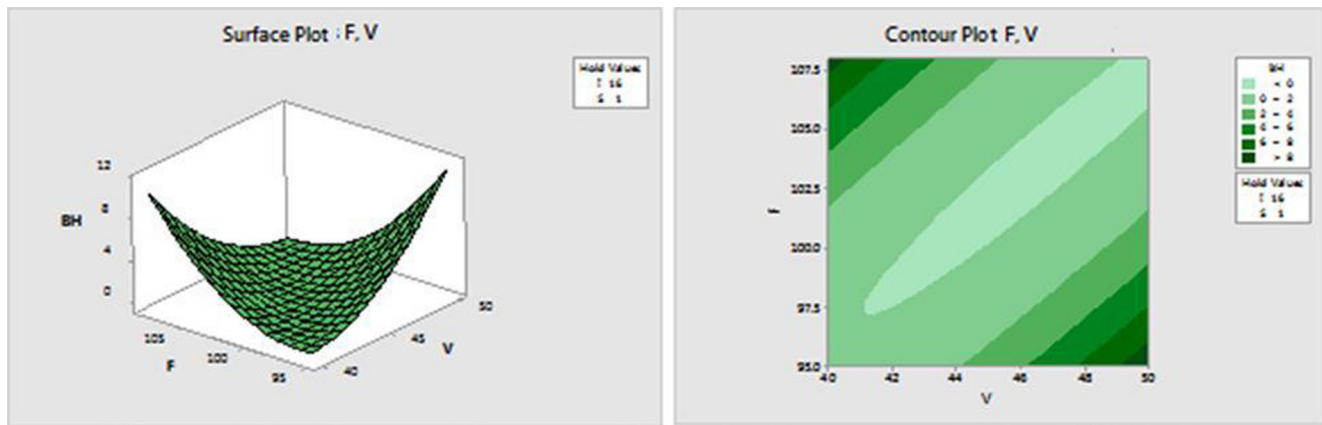 Surface Plot : F, V
Hold Values
T 16
S 1
12
8
4
0
BH
105
100
95
F
50
45
40
V
Contour Plot F, V
107.5
105.0
102.5
100.0
97.5
95.0
F
40
42
44
46
48
50
V
BH
< 0
0 - 2
2 - 4
4 - 6
6 - 8
> 8
Hold Values
T 16
S 1